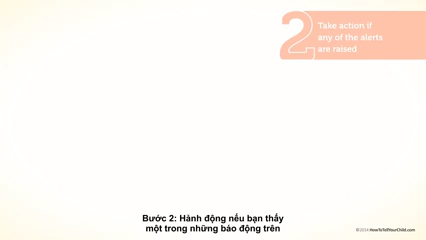 2
Take action if
any of the alerts
are raised
Bước 2: Hành động nếu bạn thấy
một trong những báo động trên
©2014 HowToTellYourChild.com